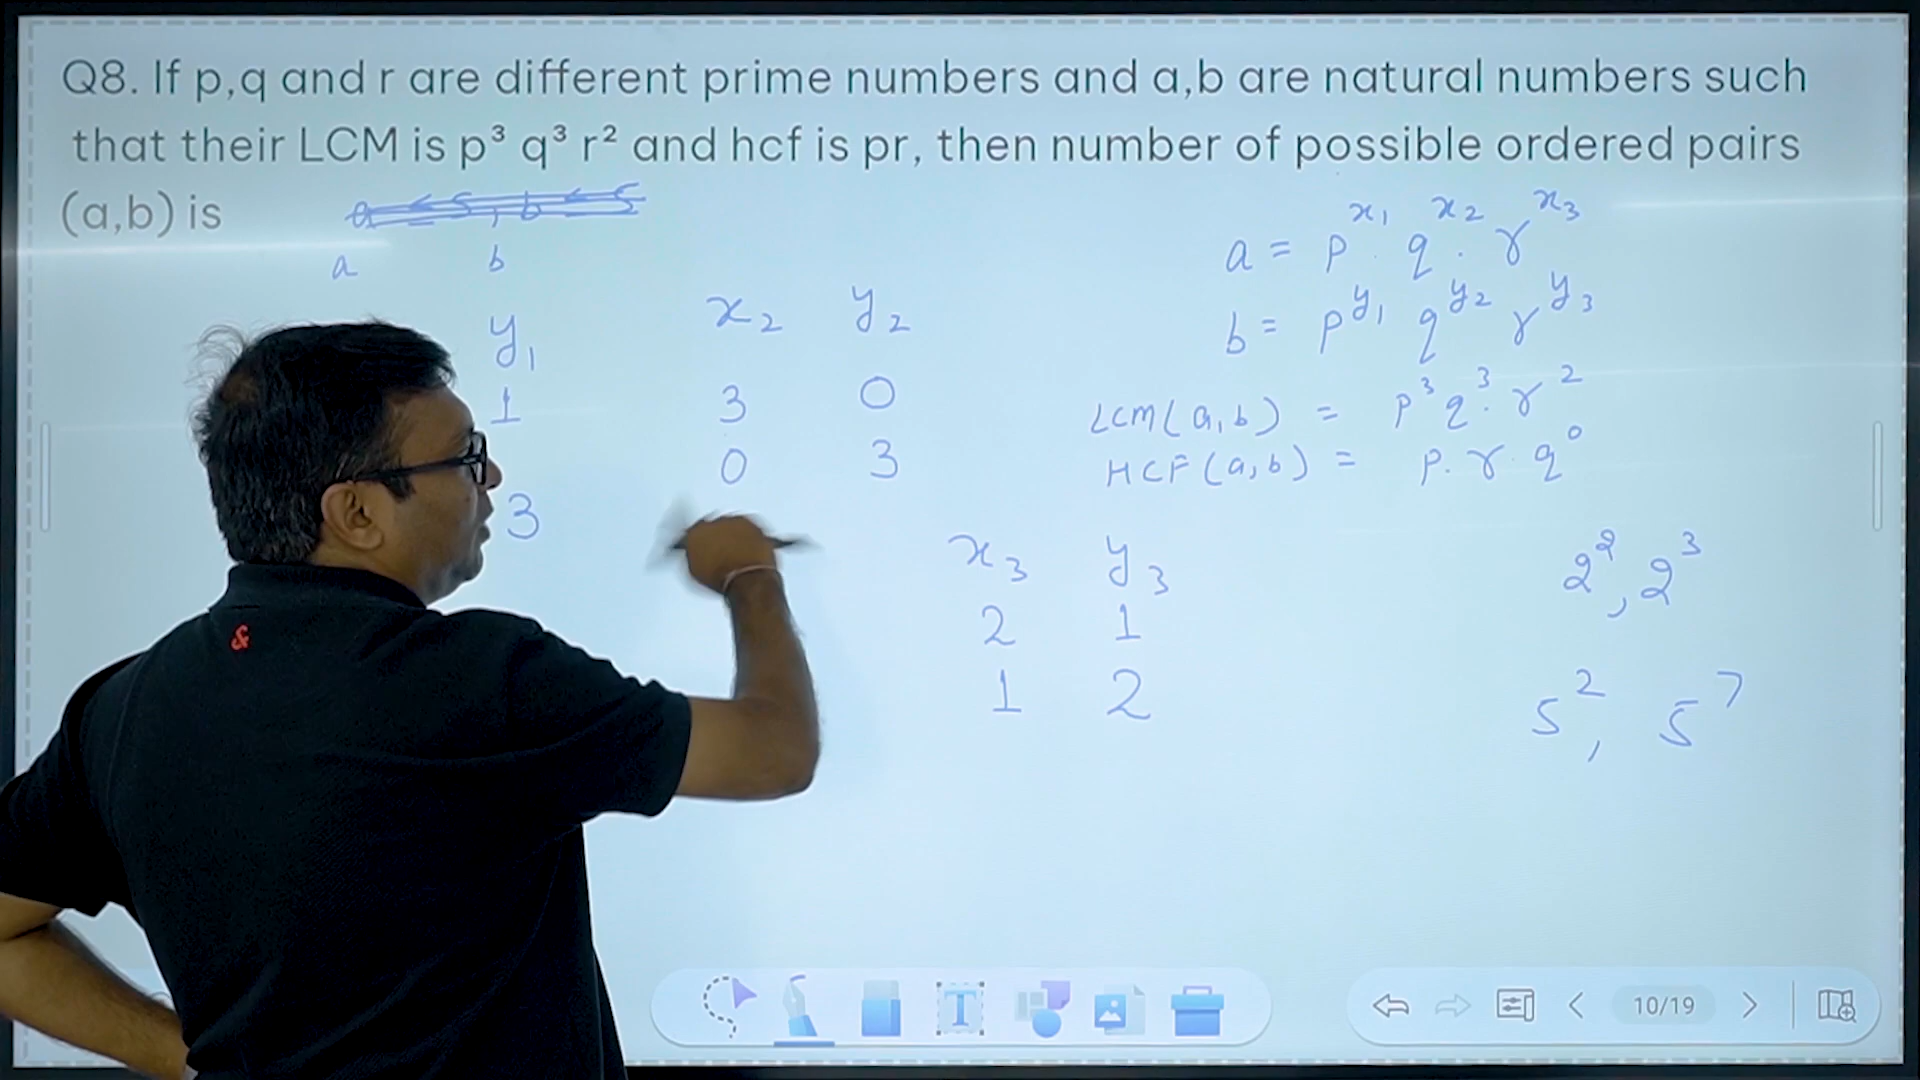 Q8. If p,q and r are different prime numbers and a,b are natural numbers such
that their LCM is p³ q³ r² and hcf is pr, then number of possible ordered pairs
(a,b) is
a ≤ 5, b ≤ 5
a b
a = p^x₁ . q^x₂ . r^x₃
b = p^y₁ q^y₂ r^y₃
y₁ x₂ y₂
1 3 0
0 3
3
LCM(a,b) = p³ q³ . r²
HCF(a,b) = p. r. q⁰
x₃ y₃
2 1
1 2
2², 2³
5², 5⁷
&
T
10/19